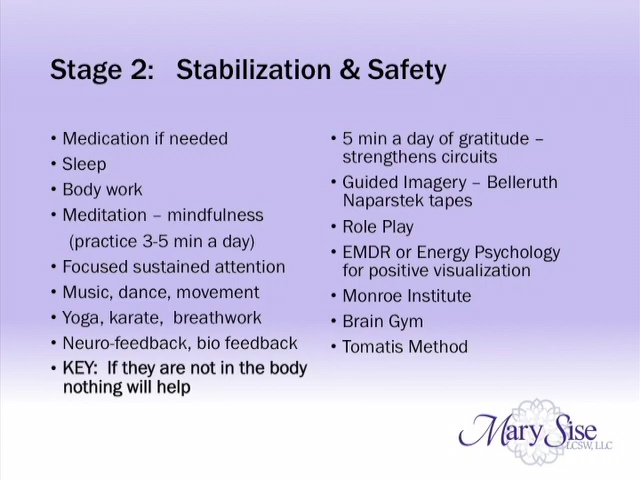 Stage 2: Stabilization & Safety
• Medication if needed
• Sleep
• Body work
• Meditation – mindfulness
(practice 3-5 min a day)
• Focused sustained attention
• Music, dance, movement
• Yoga, karate, breathwork
• Neuro-feedback, bio feedback
• KEY: If they are not in the body
nothing will help
• 5 min a day of gratitude –
strengthens circuits
• Guided Imagery – Belleruth
Naparstek tapes
• Role Play
• EMDR or Energy Psychology
for positive visualization
• Monroe Institute
• Brain Gym
• Tomatis Method
Mary Sise
LCSW, LLC